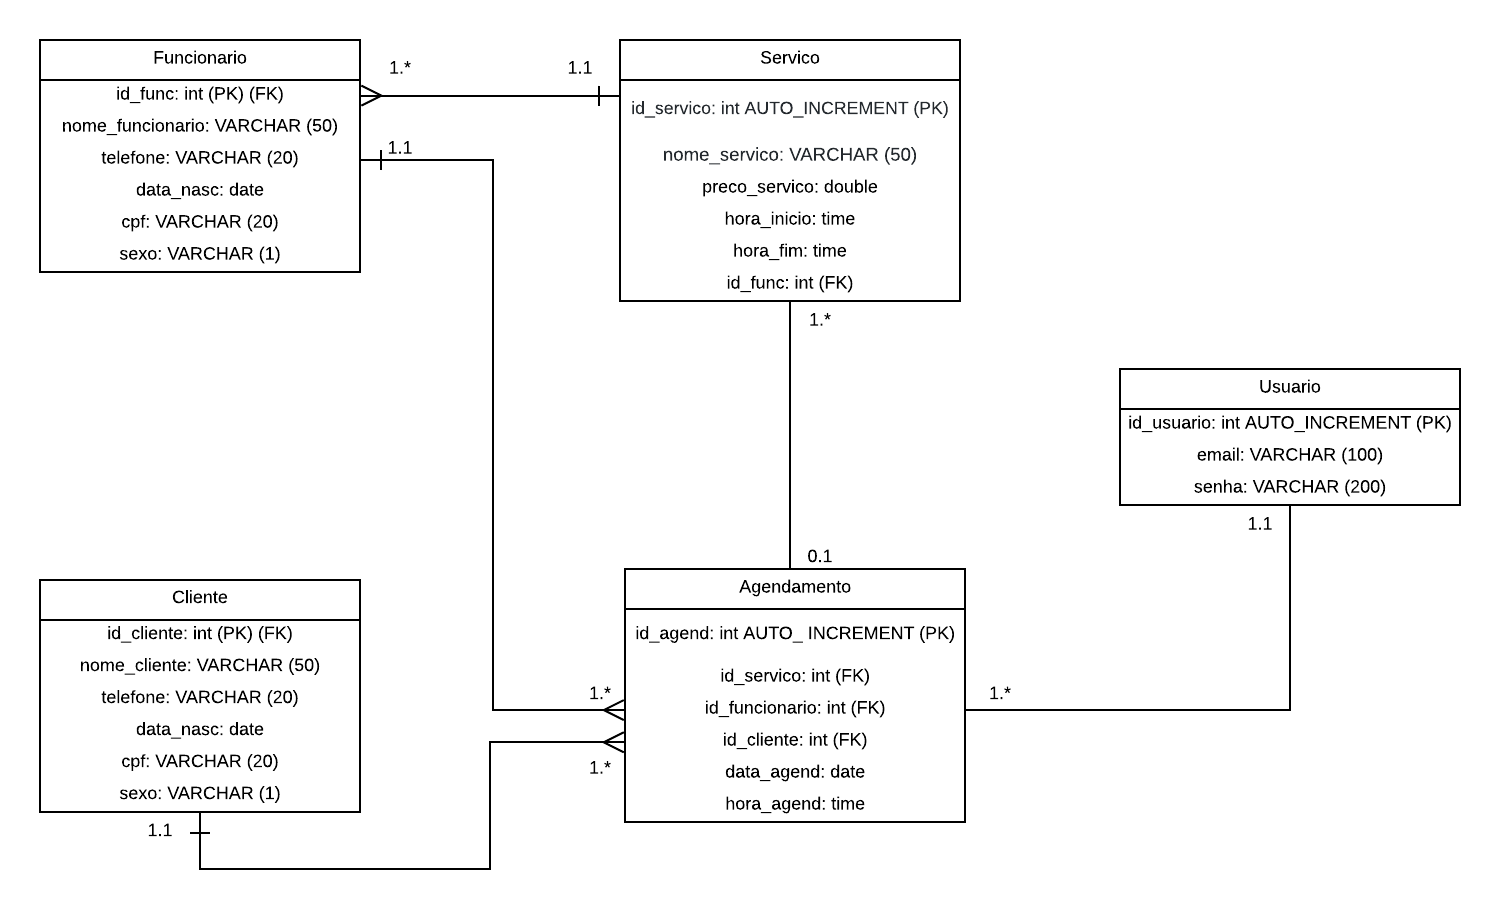 Funcionario
id_func: int (PK) (FK)
nome_funcionario: VARCHAR (50)
telefone: VARCHAR (20)
data_nasc: date
cpf: VARCHAR (20)
sexo: VARCHAR (1)
1.*
1.1
1.1
Servico
id_servico: int AUTO_INCREMENT (PK)
nome_servico: VARCHAR (50)
preco_servico: double
hora_inicio: time
hora_fim: time
id_func: int (FK)
1.*
0.1
Usuario
id_usuario: int AUTO_INCREMENT (PK)
email: VARCHAR (100)
senha: VARCHAR (200)
1.1
Cliente
id_cliente: int (PK) (FK)
nome_cliente: VARCHAR (50)
telefone: VARCHAR (20)
data_nasc: date
cpf: VARCHAR (20)
sexo: VARCHAR (1)
1.1
1.*
1.*
Agendamento
id_agend: int AUTO_ INCREMENT (PK)
id_servico: int (FK)
id_funcionario: int (FK)
id_cliente: int (FK)
data_agend: date
hora_agend: time
1.*